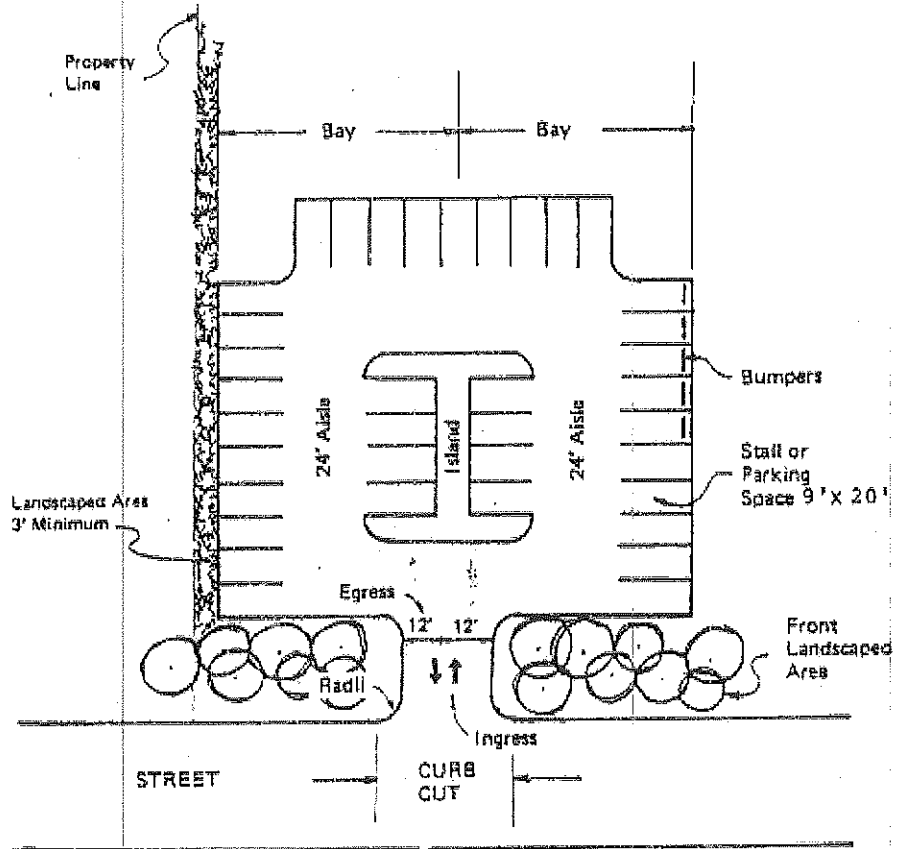 Property
Line
Bay
Bay
Bumpers
24' Aisle
Island
24' Aisle
Stall or
Parking
Space 9' X 20'
Landscaped Area
3' Minimum
Egress
12'
12'
Front
Landscaped
Area
Radii
Ingress
STREET
CURB
CUT